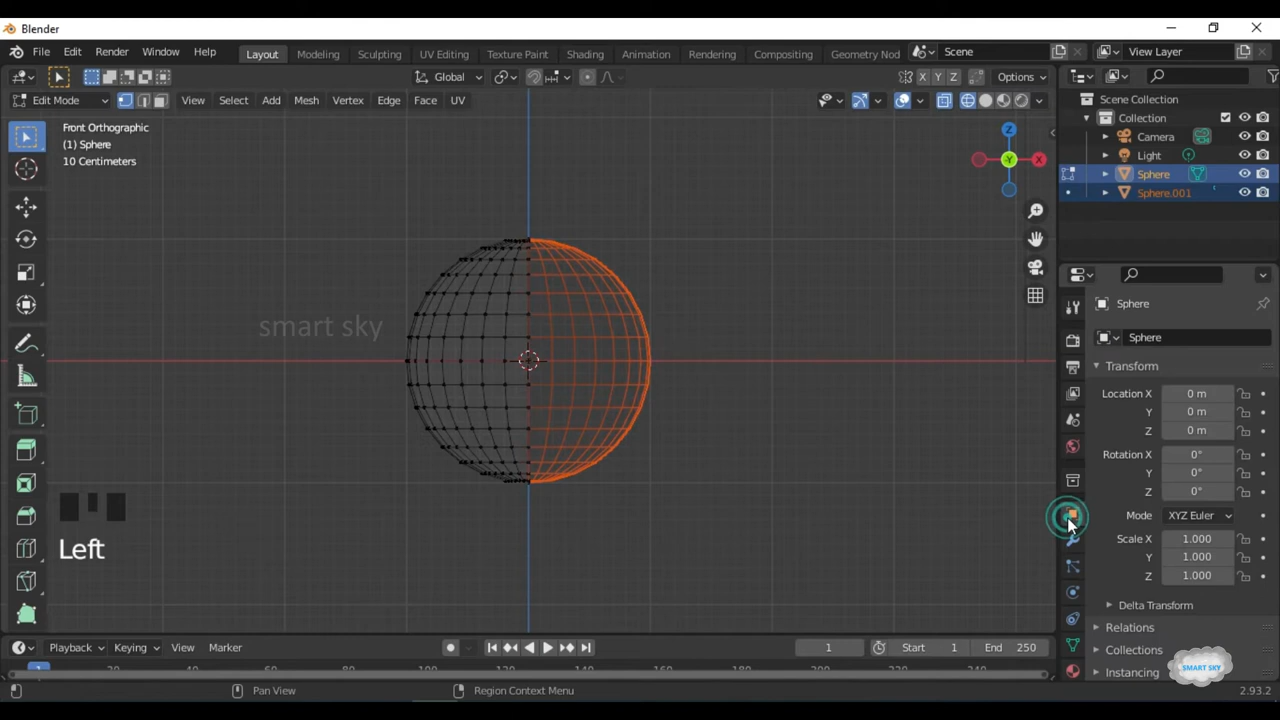 Blender
File Edit Render Window Help Layout Modeling Sculpting UV Editing Texture Paint Shading Animation Rendering Compositing Geometry Nod Scene View Layer
Global X Y Z Options
Edit Mode View Select Add Mesh Vertex Edge Face UV
Scene Collection
Collection
Camera
Light
Sphere
Sphere.001
Front Orthographic
(1) Sphere
10 Centimeters
Z
Y
X
smart sky
Left
Sphere
Sphere
Transform
Location X 0 m
Y 0 m
Z 0 m
Rotation X 0°
Y 0°
Z 0°
Mode XYZ Euler
Scale X 1.000
Y 1.000
Z 1.000
Delta Transform
Relations
Collections
Instancing
SMART SKY
Playback Keying View Marker 1 Start 1 End 250
1
Pan View Region Context Menu 2.93.2